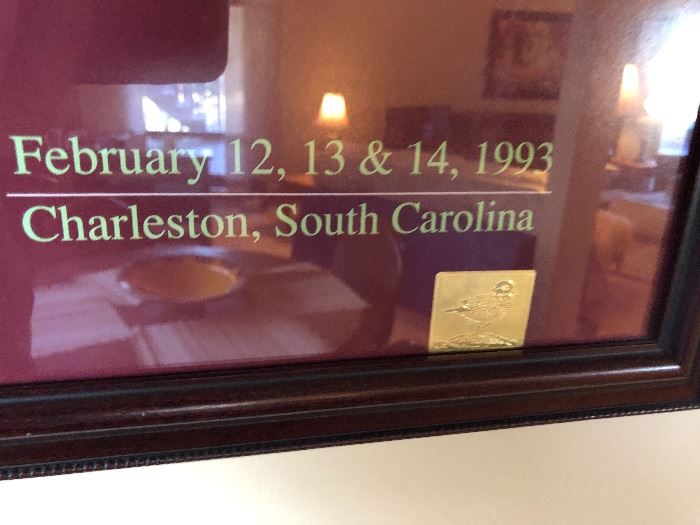 February 12, 13 & 14, 1993
Charleston, South Carolina